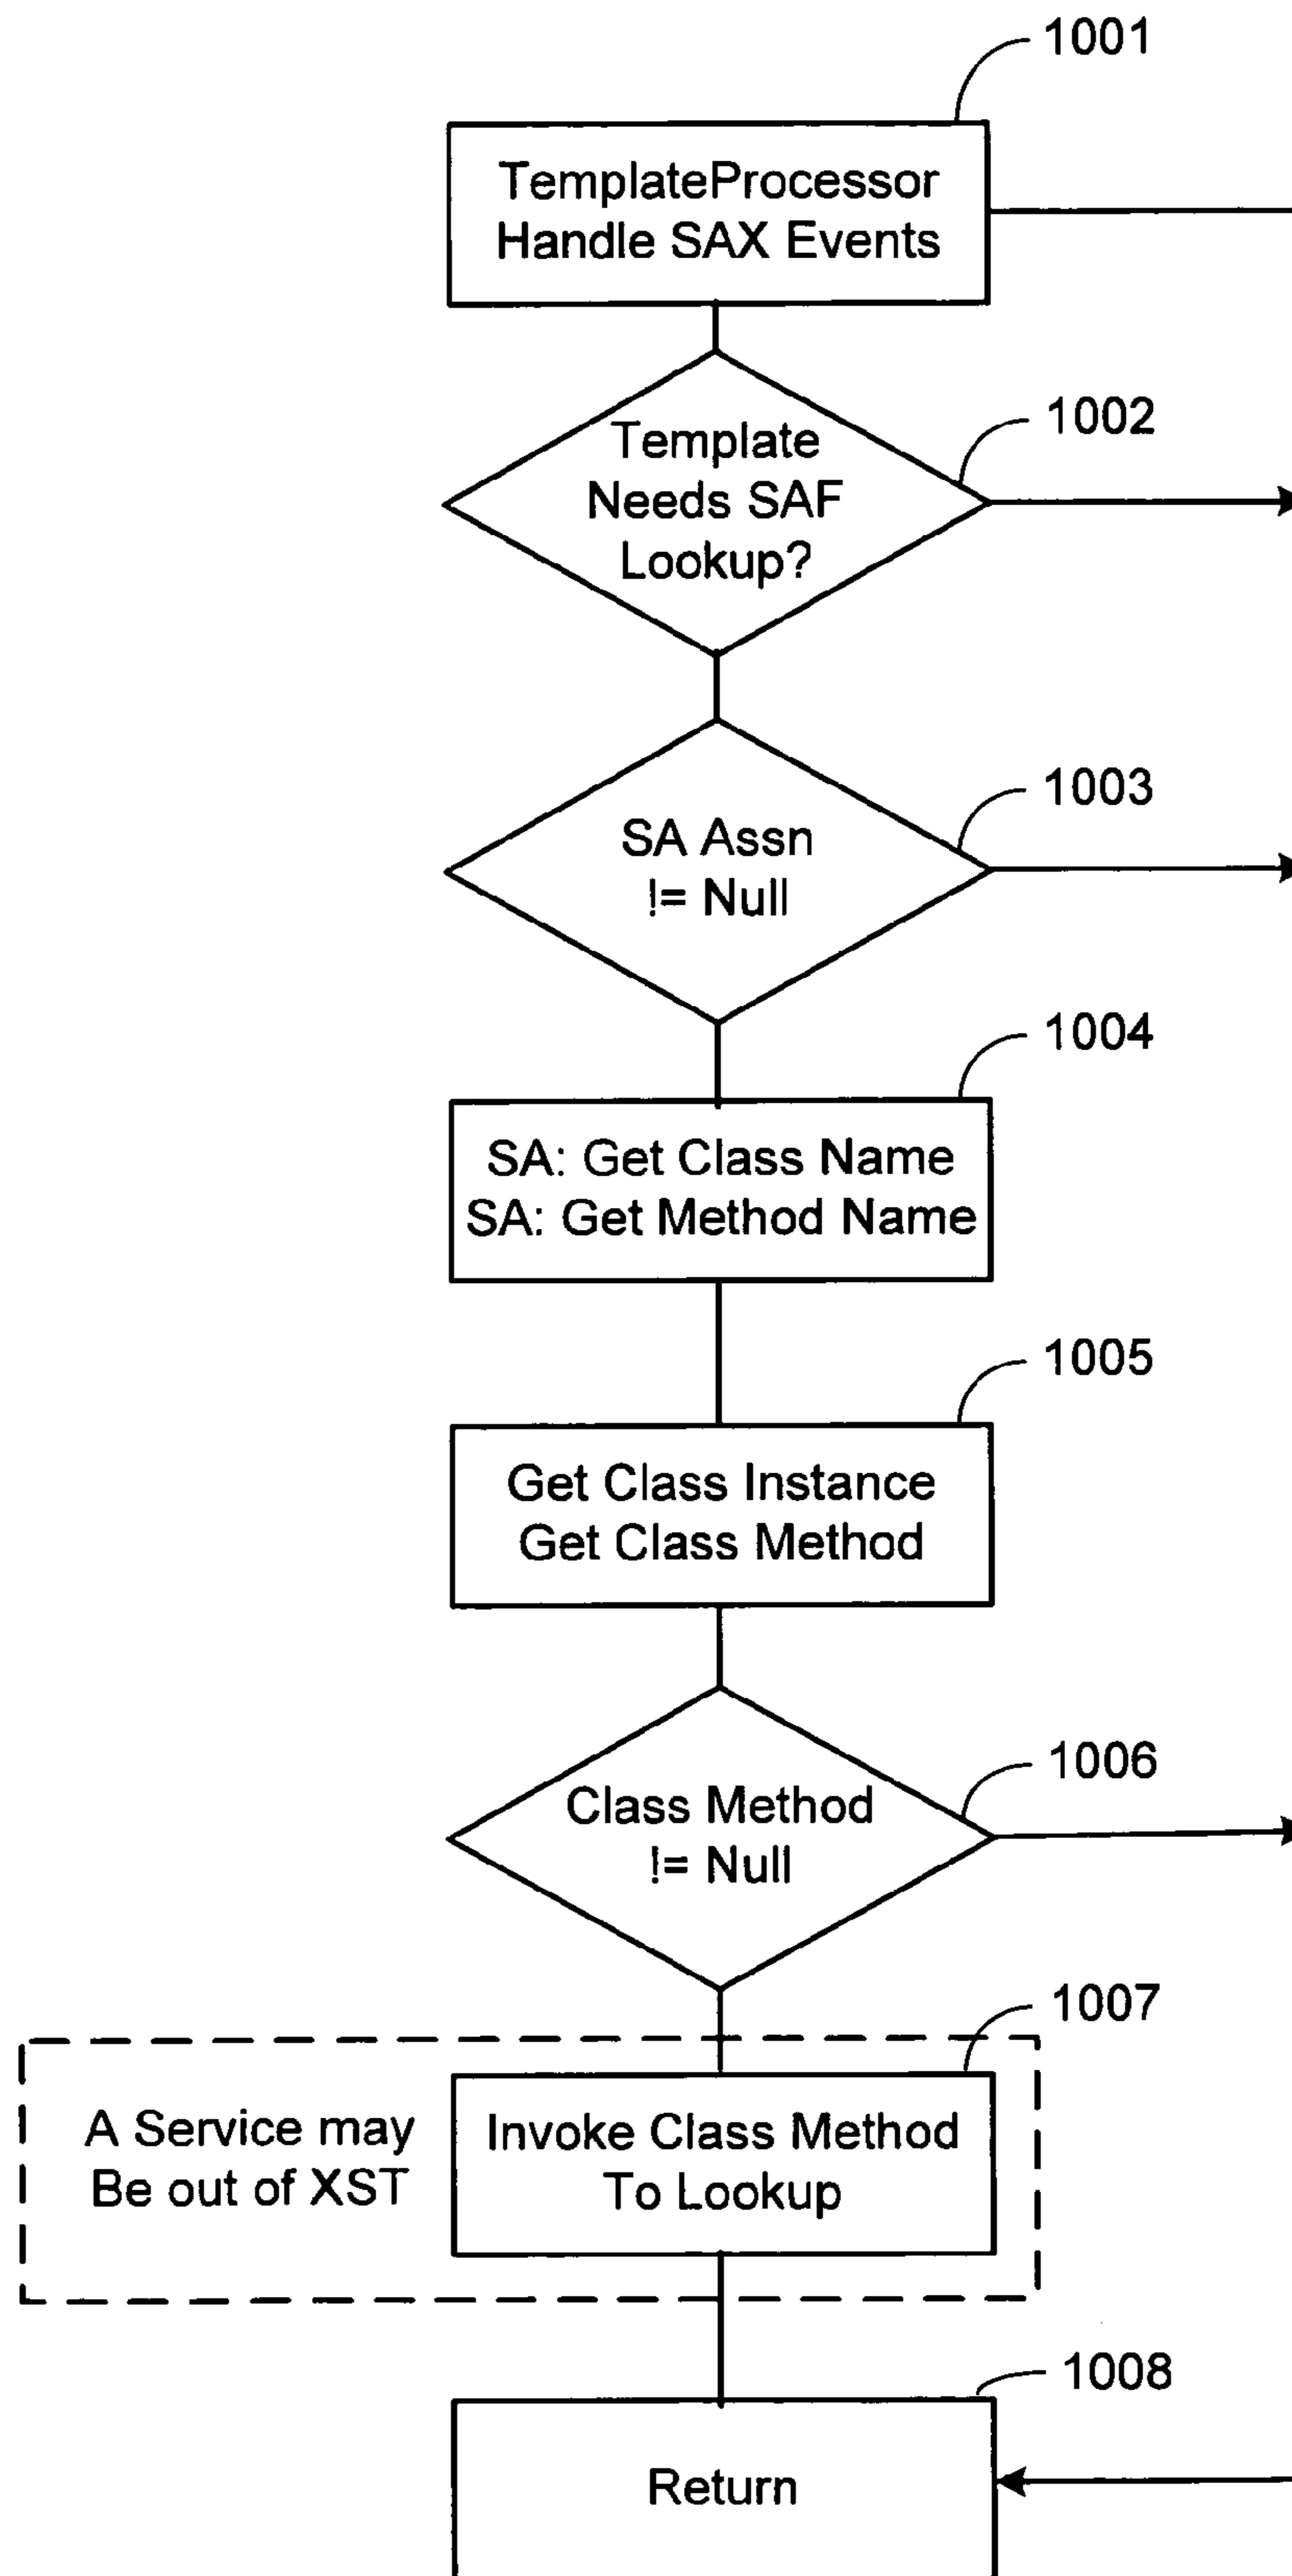 1001
TemplateProcessor
Handle SAX Events
1002
Template
Needs SAF
Lookup?
1003
SA Assn
!= Null
1004
SA: Get Class Name
SA: Get Method Name
1005
Get Class Instance
Get Class Method
1006
Class Method
!= Null
1007
A Service may
Be out of XST
Invoke Class Method
To Lookup
1008
Return